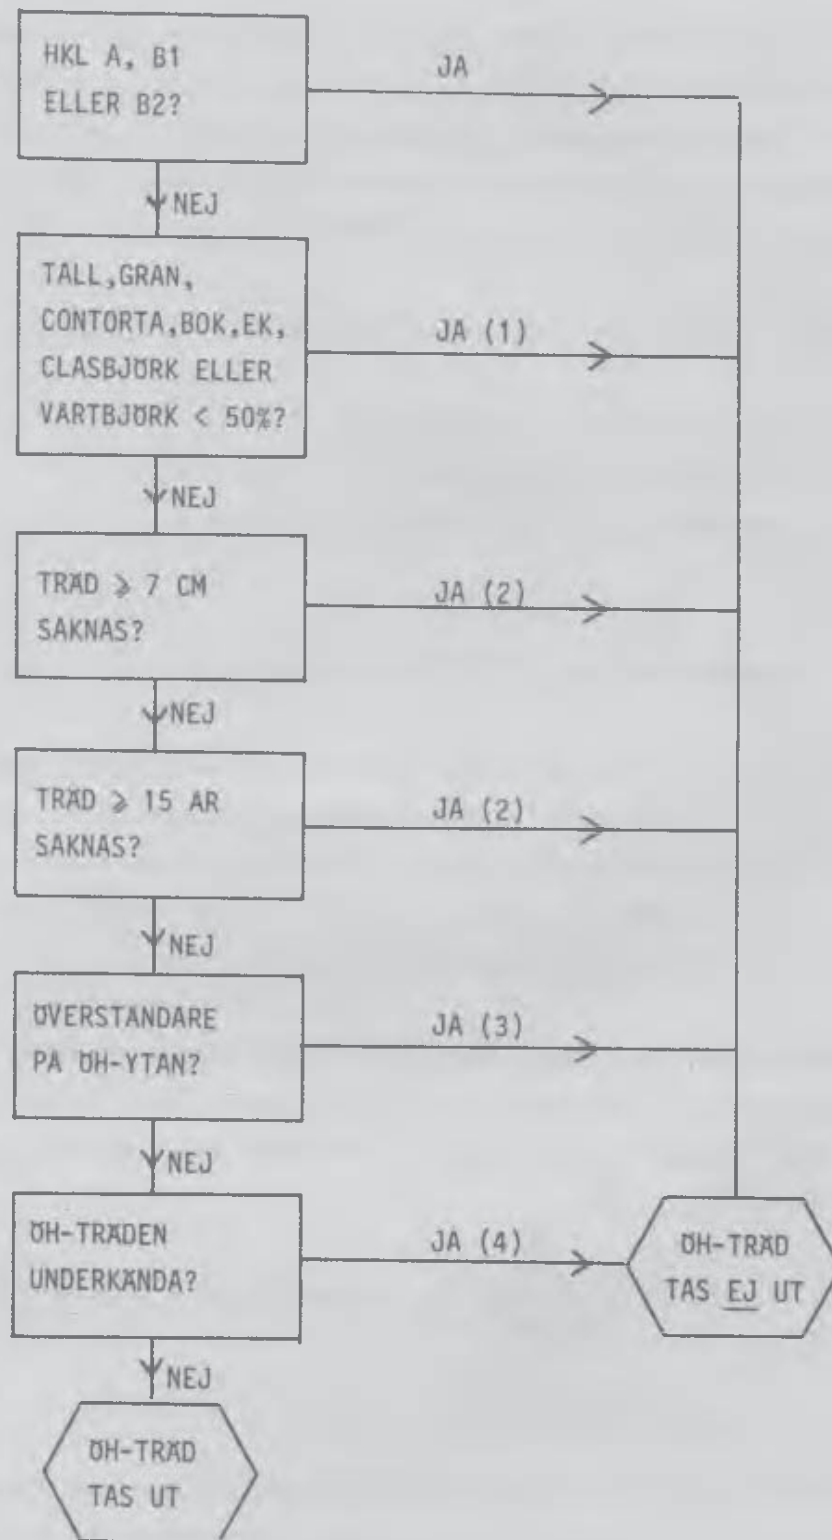 HKL A, B1
ELLER B2?
JA
NEJ
TALL,GRAN,
CONTORTA,BOK,EK,
CLASBJÖRK ELLER
VÅRTBJÖRK < 50%?
JA (1)
NEJ
TRÄD ⩾ 7 CM
SAKNAS?
JA (2)
NEJ
TRÄD ⩾ 15 ÅR
SAKNAS?
JA (2)
NEJ
ÖVERSTÅNDARE
PÅ ÖH-YTAN?
JA (3)
NEJ
ÖH-TRÄDEN
UNDERKÄNDA?
JA (4)
ÖH-TRÄD
TAS EJ UT
NEJ
ÖH-TRÄD
TAS UT